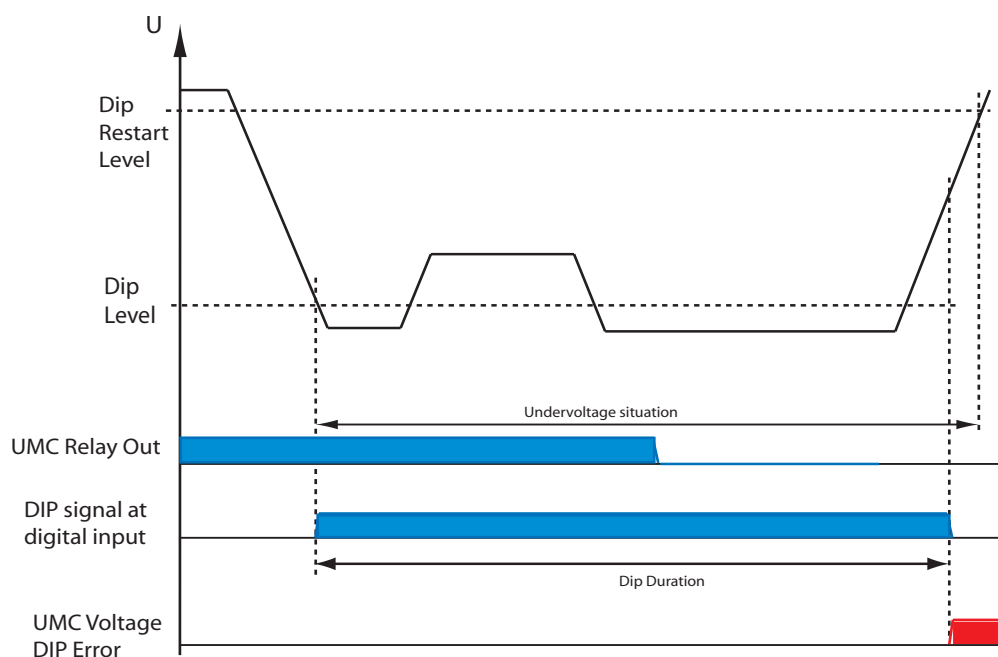 U
Dip
Restart
Level
Dip
Level
Undervoltage situation
UMC Relay Out
DIP signal at
digital input
Dip Duration
UMC Voltage
DIP Error